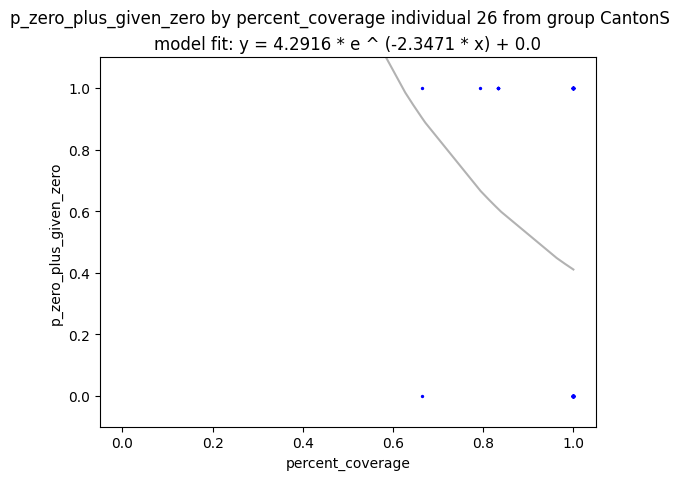 p_zero_plus_given_zero by percent_coverage individual 26 from group CantonS
model fit: y = 4.2916 * e ^ (-2.3471 * x) + 0.0
1.0
0.8
0.6
0.4
0.2
0.0
p_zero_plus_given_zero
0.0 0.2 0.4 0.6 0.8 1.0
percent_coverage